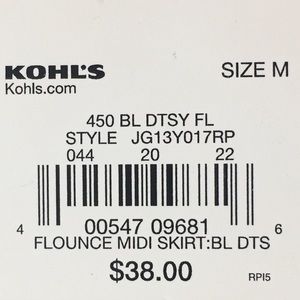 KOHL'S SIZE M
Kohls.com
450 BL DTSY FL
STYLE JG13Y017RP
044 20 22
4 00547 09681 6
FLOUNCE MIDI SKIRT:BL DTS
$38.00 RPI5